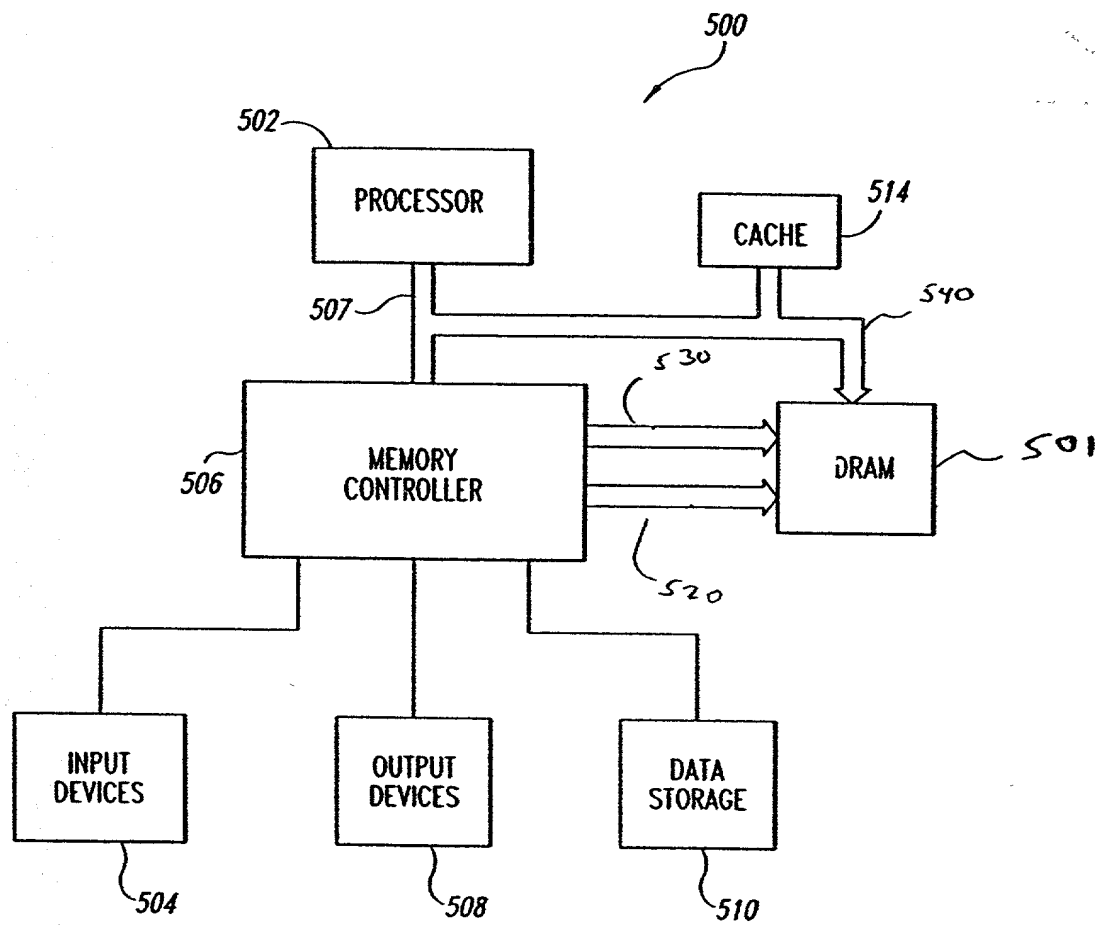 500
502
PROCESSOR
514
CACHE
507
540
530
506
MEMORY
CONTROLLER
DRAM
501
520
INPUT
DEVICES
OUTPUT
DEVICES
DATA
STORAGE
504
508
510